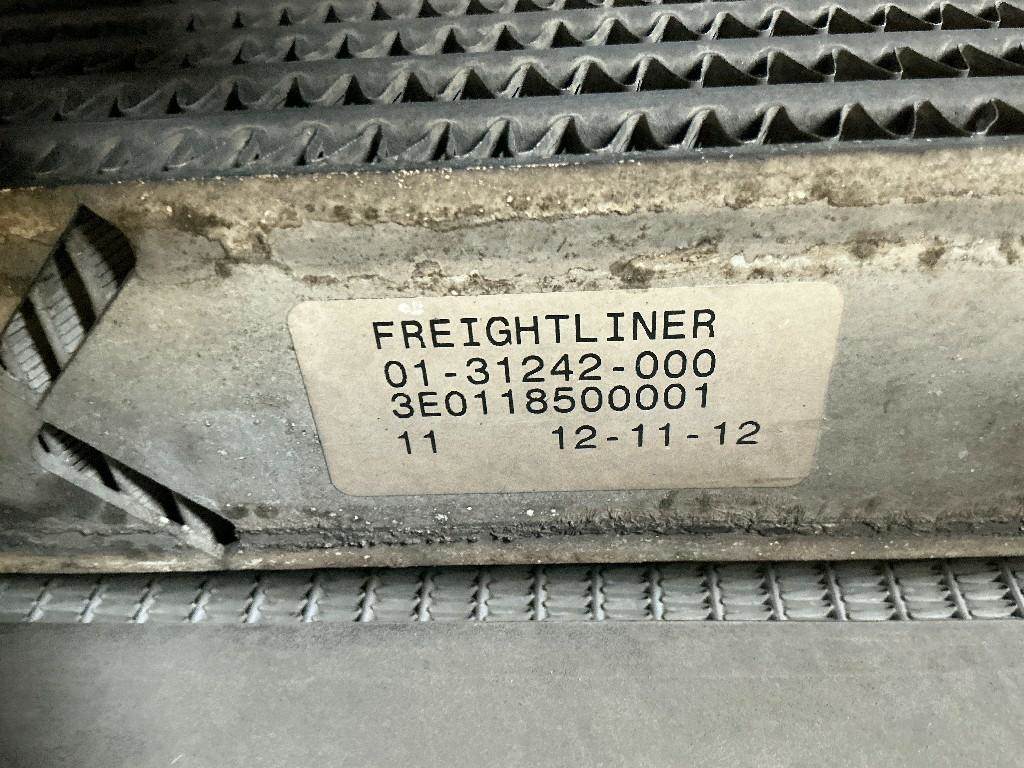 FREIGHTLINER
01-31242-000
3E0118500001
11 12-11-12